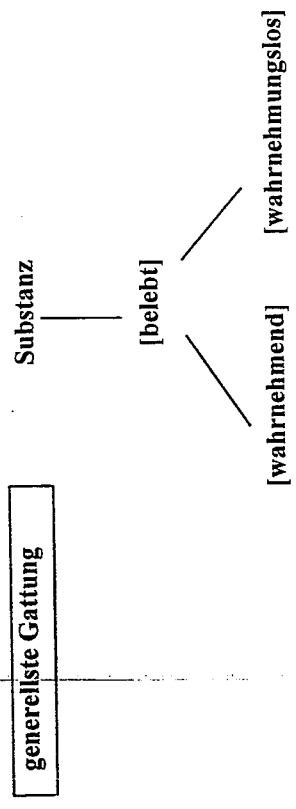 generellste Gattung
Substanz
[belebt]
[wahrnehmend] [wahrnehmungslos]